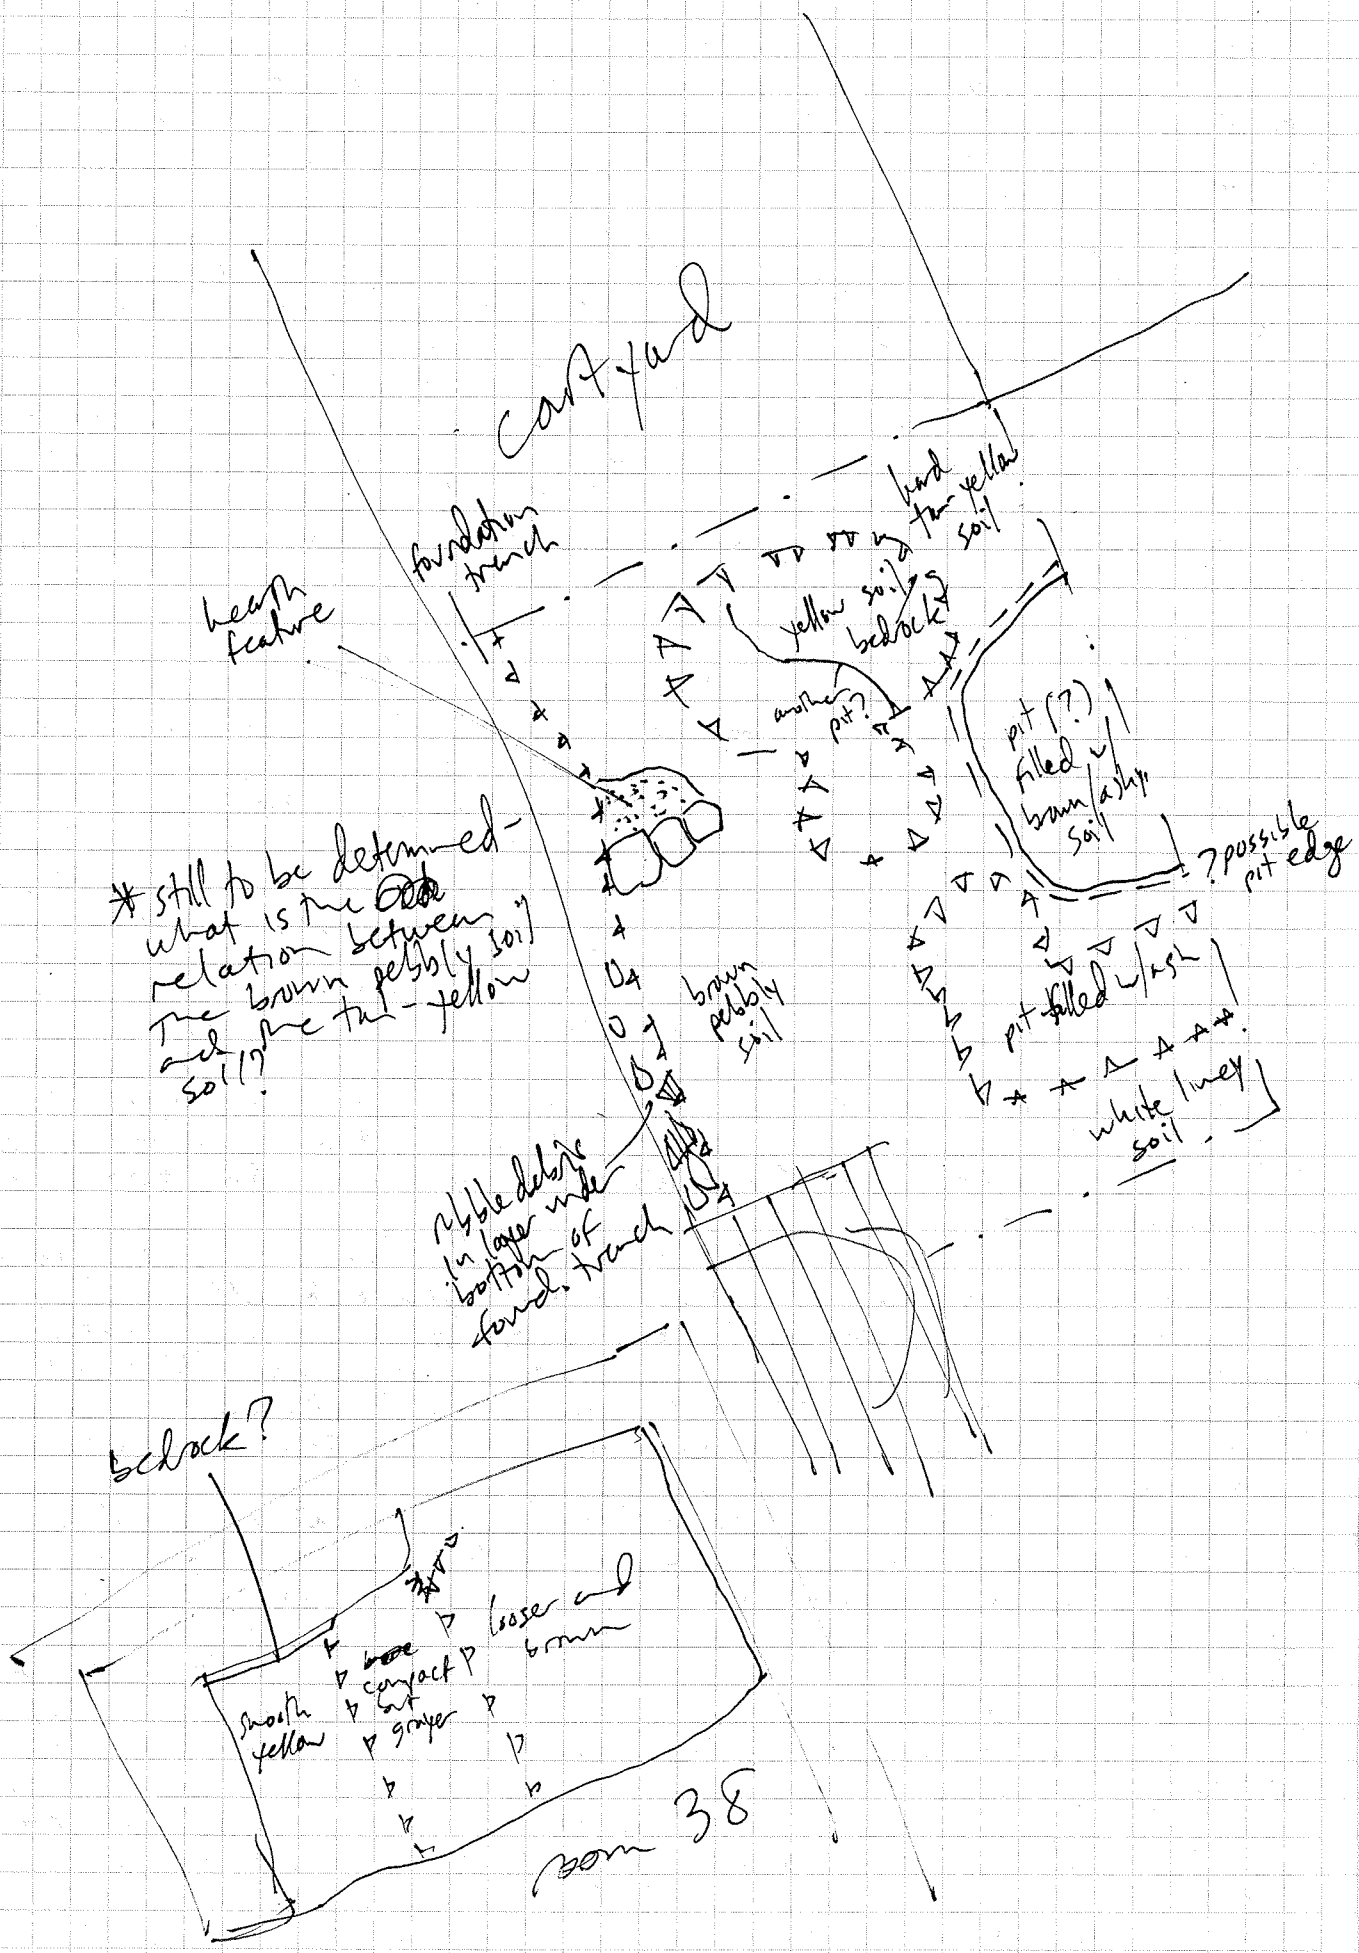 courtyard
hard
tan-yellow
soil
foundation
trench
hearth
feature
yellow soil
bedrock?
another
pit?
pit (?)
filled w/
brown/ashy
soil
? possible
pit edge
* still to be determined-
what is the
relation between
the brown pebbly soil
and the tan-yellow
soil?
brown
pebbly
soil
pit filled w/ash
white limey
soil
rubble debris
in layer under
bottom of
found. trench
bedrock?
smooth
yellow
compact
but
grayer
looser and
brown
room 38